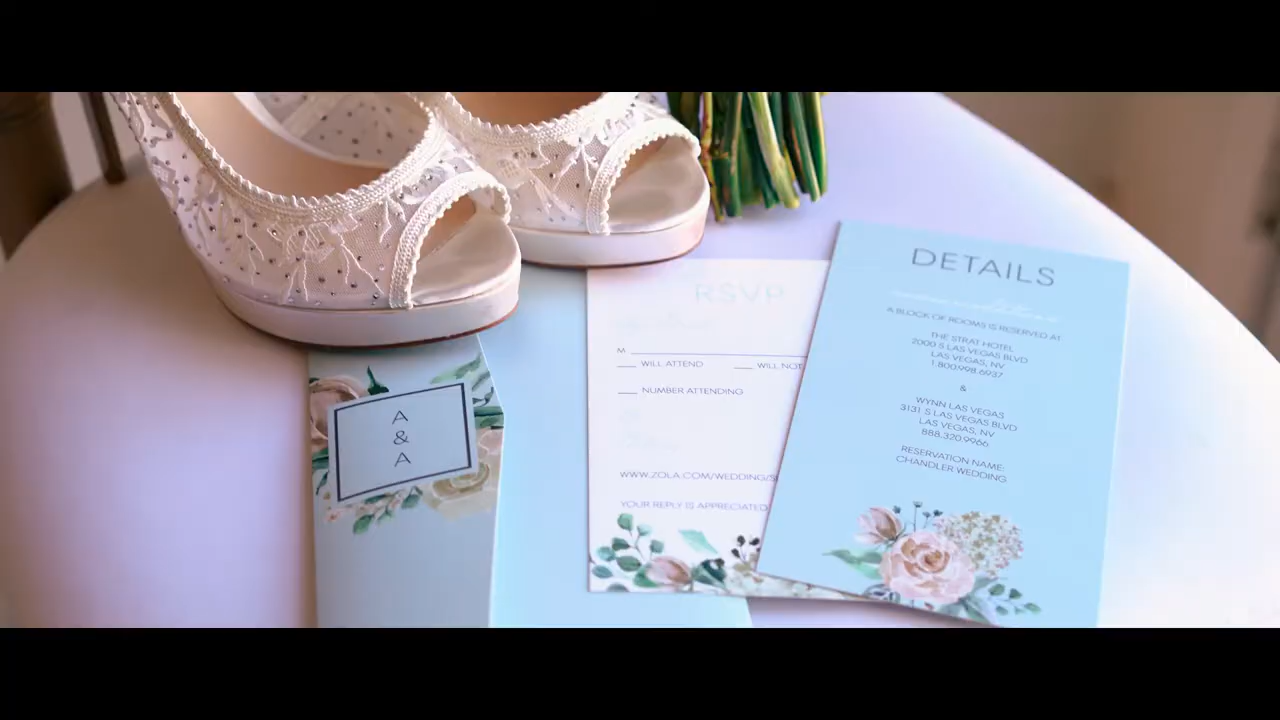 A
&
A
RSVP
M
WILL ATTEND WILL NOT
NUMBER ATTENDING
WWW.ZOLA.COM/WEDDING/
YOUR REPLY IS APPRECIATED
DETAILS
A BLOCK OF ROOMS IS RESERVED AT
THE STRAT HOTEL
2000 S LAS VEGAS BLVD
LAS VEGAS, NV
1.800.998.6937
&
WYNN LAS VEGAS
3131 S LAS VEGAS BLVD
LAS VEGAS, NV
888.320.9966
RESERVATION NAME:
CHANDLER WEDDING